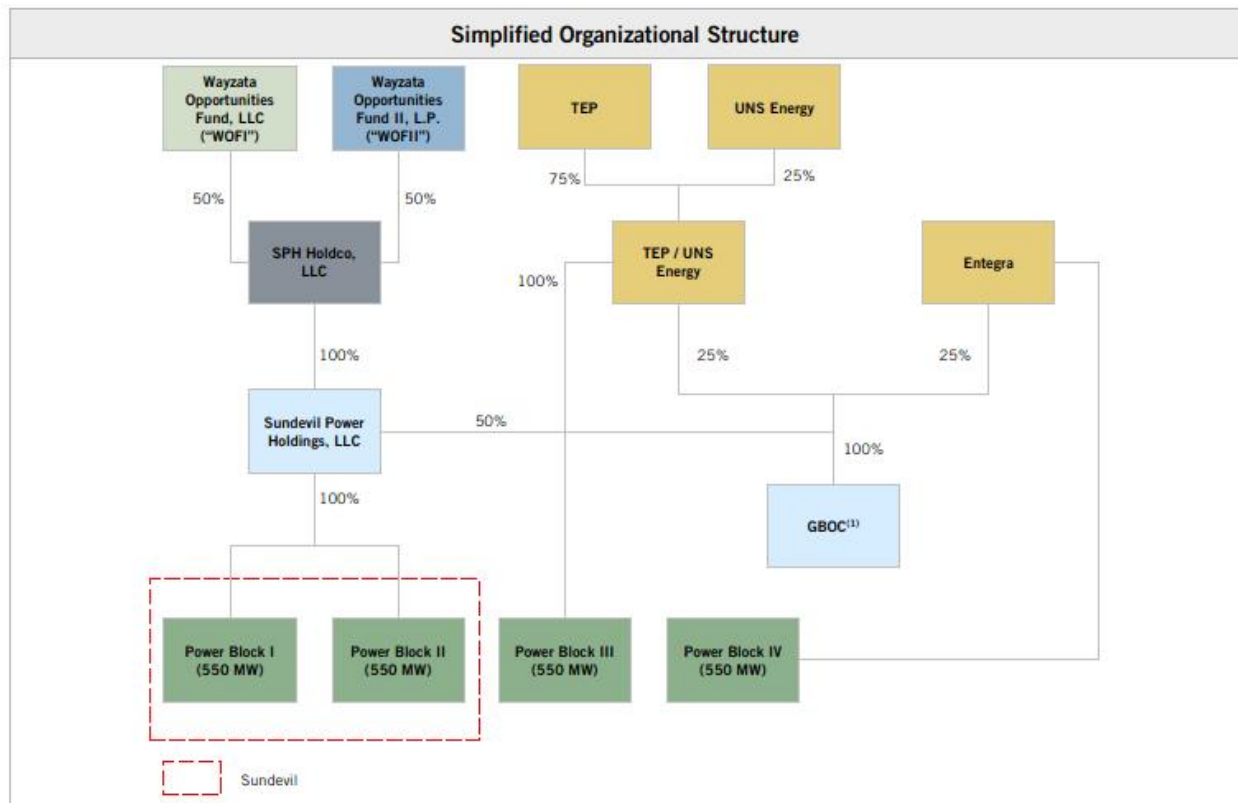 Simplified Organizational Structure
Wayzata
Opportunities
Fund, LLC
(“WOFI”)
Wayzata
Opportunities
Fund II, L.P.
(“WOFII”)
TEP
UNS Energy
50%
50%
75%
25%
SPH Holdco,
LLC
TEP / UNS
Energy
Entegra
100%
100%
25%
25%
Sundevil Power
Holdings, LLC
50%
100%
100%
GBOC(1)
Power Block I
(550 MW)
Power Block II
(550 MW)
Power Block III
(550 MW)
Power Block IV
(550 MW)
Sundevil